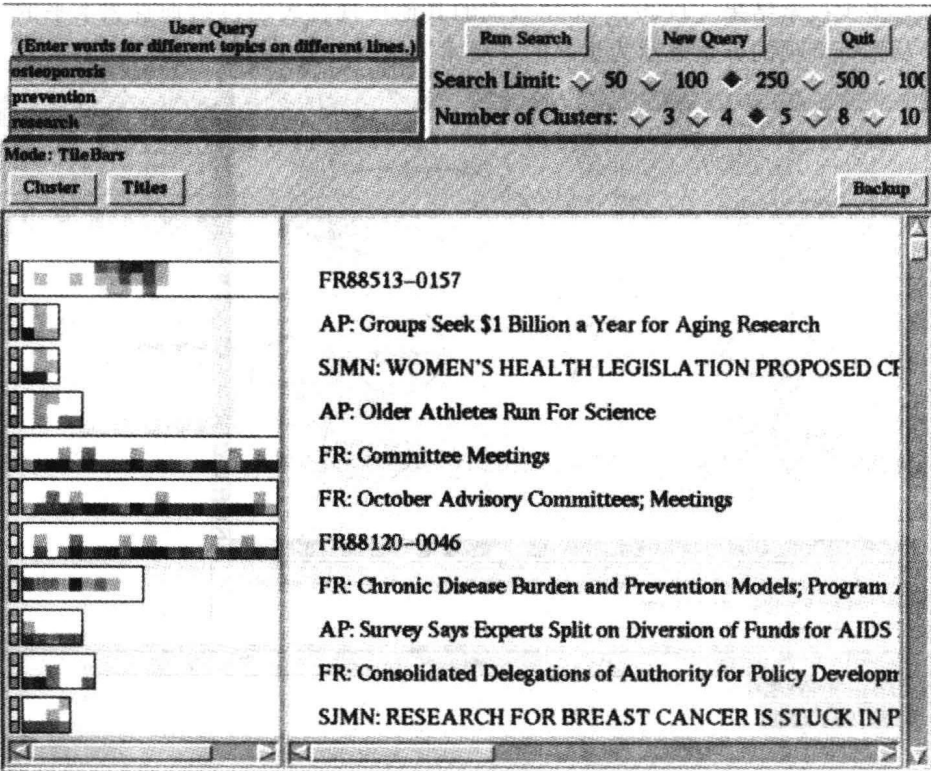 User Query
(Enter words for different topics on different lines.)
osteoporosis
prevention
research
Run Search New Query Quit
Search Limit: 50 100 250 500 100
Number of Clusters: 3 4 5 8 10
Mode: TileBars
Cluster Titles Backup
FR88513-0157
AP: Groups Seek $1 Billion a Year for Aging Research
SJMN: WOMEN'S HEALTH LEGISLATION PROPOSED
AP: Older Athletes Run For Science
FR: Committee Meetings
FR: October Advisory Committees; Meetings
FR88120-0046
FR: Chronic Disease Burden and Prevention Models; Program
AP: Survey Says Experts Split on Diversion of Funds for AIDS
FR: Consolidated Delegations of Authority for Policy
SJMN: RESEARCH FOR BREAST CANCER IS STUCK IN P